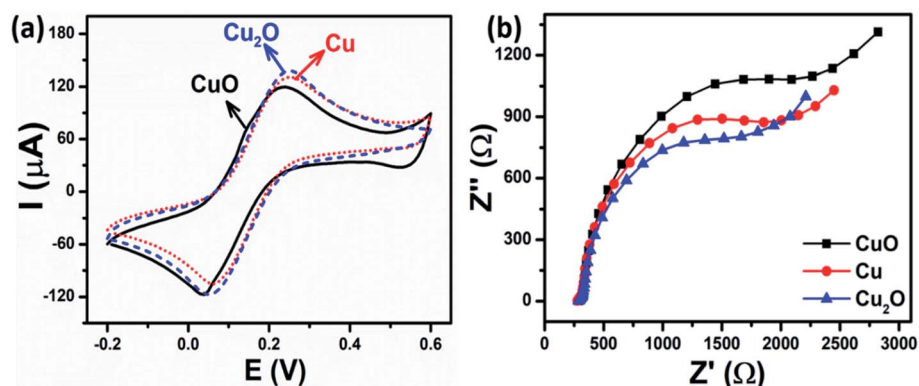 (a)
180
120
60
0
-60
-120
I (μA)
CuO
Cu₂O
Cu
-0.2 0.0 0.2 0.4 0.6
E (V)
(b)
1200
900
600
300
0
Z" (Ω)
CuO
Cu
Cu₂O
500 1000 1500 2000 2500 3000
Z' (Ω)